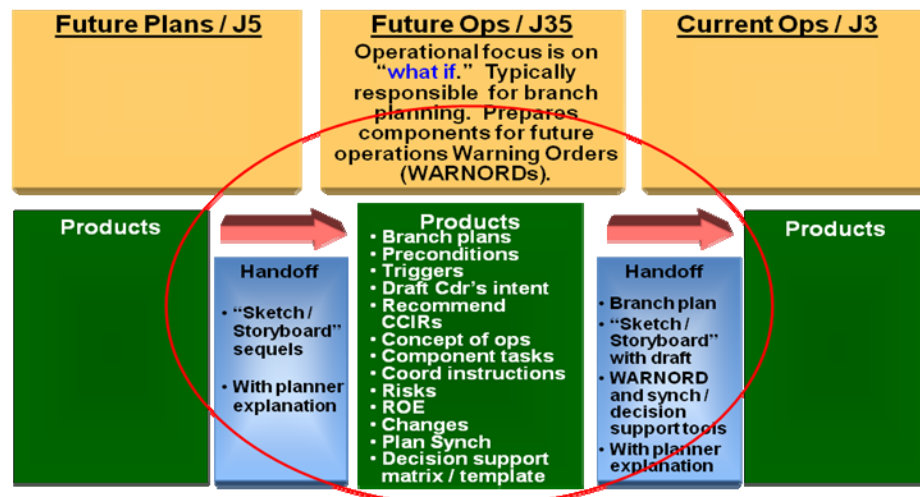 Future Plans / J5
Future Ops / J35
Operational focus is on
“what if.” Typically
responsible for branch
planning. Prepares
components for future
operations Warning Orders
(WARNORDs).
Current Ops / J3
Products
Handoff
• “Sketch /
Storyboard”
sequels
• With planner
explanation
Products
• Branch plans
• Preconditions
• Triggers
• Draft Cdr’s intent
• Recommend
CCIRs
• Concept of ops
• Component tasks
• Coord instructions
• Risks
• ROE
• Changes
• Plan Synch
• Decision support
matrix / template
Handoff
• Branch plan
• “Sketch /
Storyboard”
with draft
• WARNORD
and synch /
decision
support tools
• With planner
explanation
Products